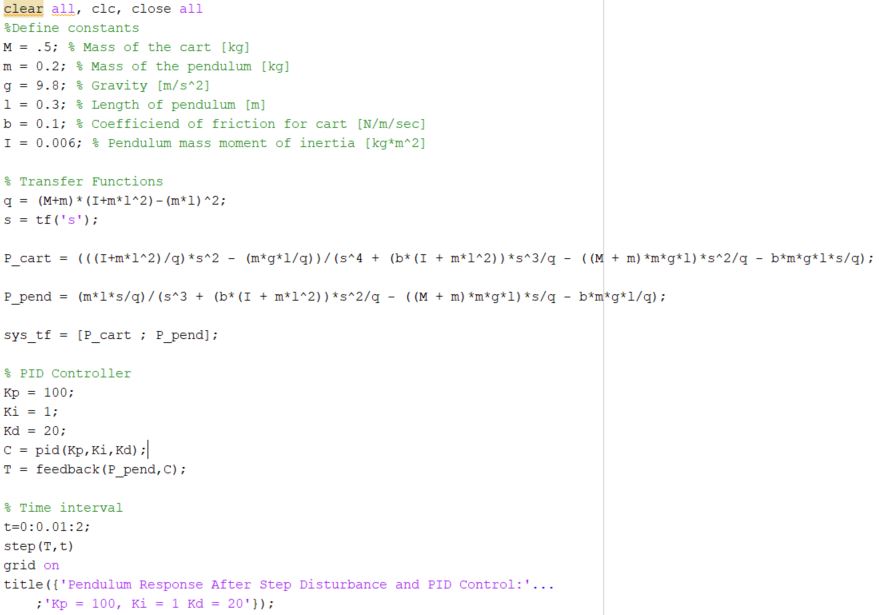 clear all, clc, close all
%Define constants
M = .5; % Mass of the cart [kg]
m = 0.2; % Mass of the pendulum [kg]
g = 9.8; % Gravity [m/s^2]
l = 0.3; % Length of pendulum [m]
b = 0.1; % Coefficiend of friction for cart [N/m/sec]
I = 0.006; % Pendulum mass moment of inertia [kg*m^2]
% Transfer Functions
q = (M+m)*(I+m*l^2)-(m*l)^2;
s = tf('s');
P_cart = (((I+m*l^2)/q)*s^2 - (m*g*l/q))/(s^4 + (b*(I + m*l^2))*s^3/q - ((M + m)*m*g*l)*s^2/q - b*m*g*l*s/q);
P_pend = (m*l*s/q)/(s^3 + (b*(I + m*l^2))*s^2/q - ((M + m)*m*g*l)*s/q - b*m*g*l/q);
sys_tf = [P_cart ; P_pend];
% PID Controller
Kp = 100;
Ki = 1;
Kd = 20;
C = pid(Kp,Ki,Kd);
T = feedback(P_pend,C);
% Time interval
t=0:0.01:2;
step(T,t)
grid on
title({'Pendulum Response After Step Disturbance and PID Control:'...
;'Kp = 100, Ki = 1 Kd = 20'});